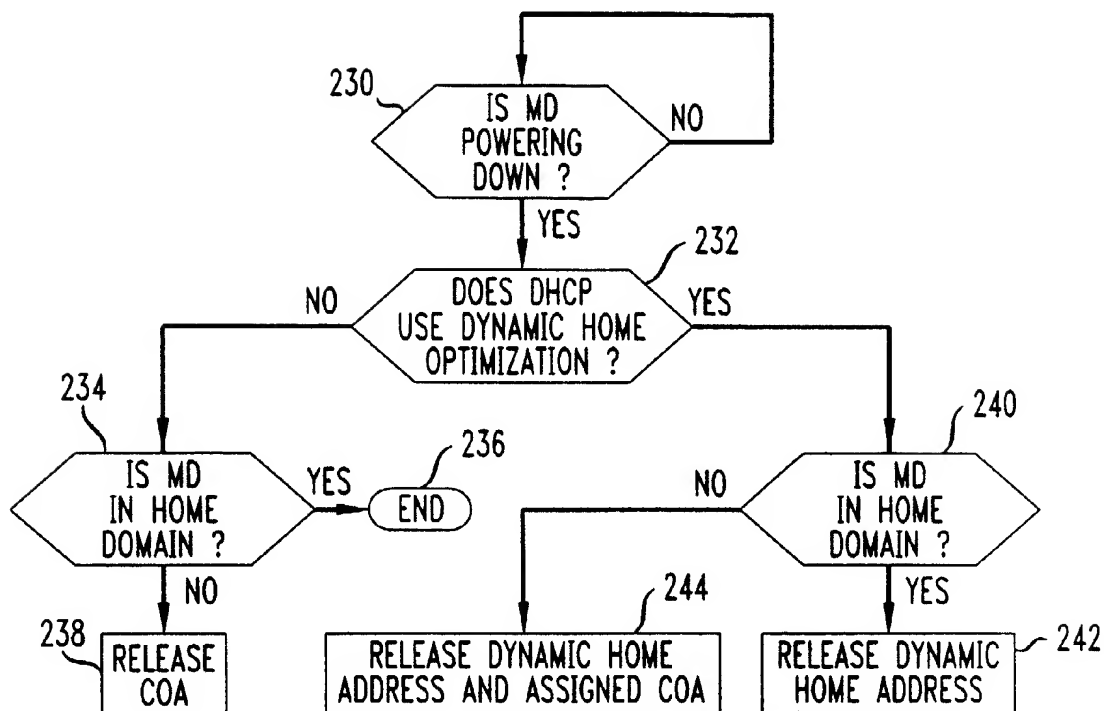 230
IS MD
POWERING
DOWN ?
NO
YES
232
DOES DHCP
USE DYNAMIC HOME
OPTIMIZATION ?
NO
YES
234
IS MD
IN HOME
DOMAIN ?
YES
236
END
NO
238
RELEASE
COA
240
IS MD
IN HOME
DOMAIN ?
NO
YES
244
RELEASE DYNAMIC HOME
ADDRESS AND ASSIGNED COA
242
RELEASE DYNAMIC
HOME ADDRESS